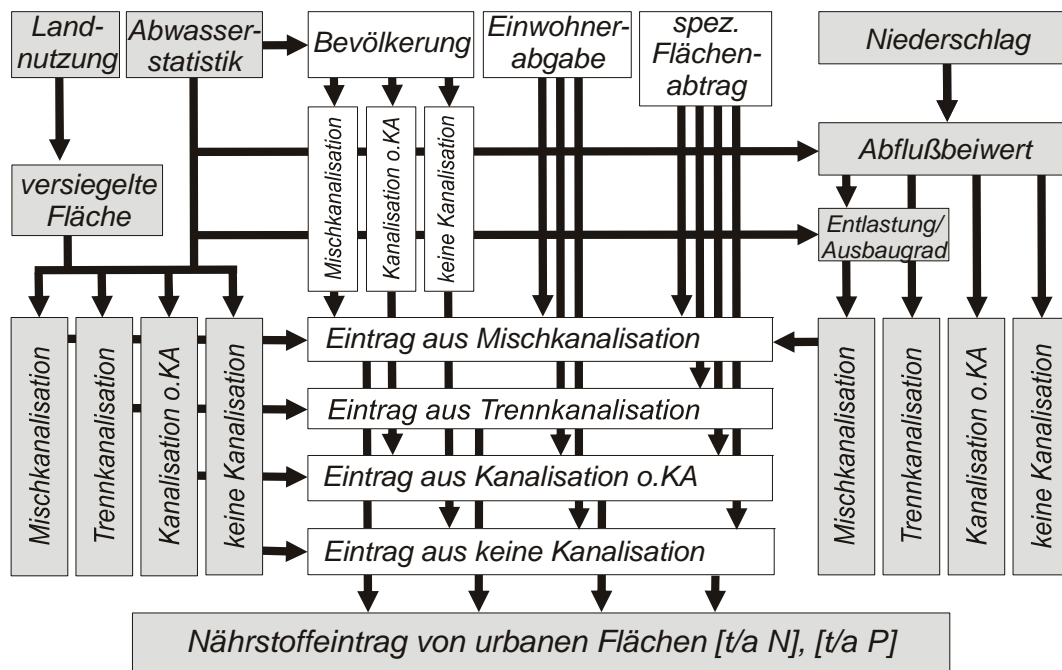 Land-
nutzung
Abwasser-
statistik
Bevölkerung
Einwohner-
abgabe
spez.
Flächen-
abtrag
Niederschlag
Mischkanalisation
Kanalisation o.KA
keine Kanalisation
Abflußbeiwert
versiegelte
Fläche
Entlastung/
Ausbaugrad
Mischkanalisation
Trennkanalisation
Kanalisation o.KA
keine Kanalisation
Eintrag aus Mischkanalisation
Eintrag aus Trennkanalisation
Eintrag aus Kanalisation o.KA
Eintrag aus keine Kanalisation
Mischkanalisation
Trennkanalisation
Kanalisation o.KA
keine Kanalisation
Nährstoffeintrag von urbanen Flächen [t/a N], [t/a P]